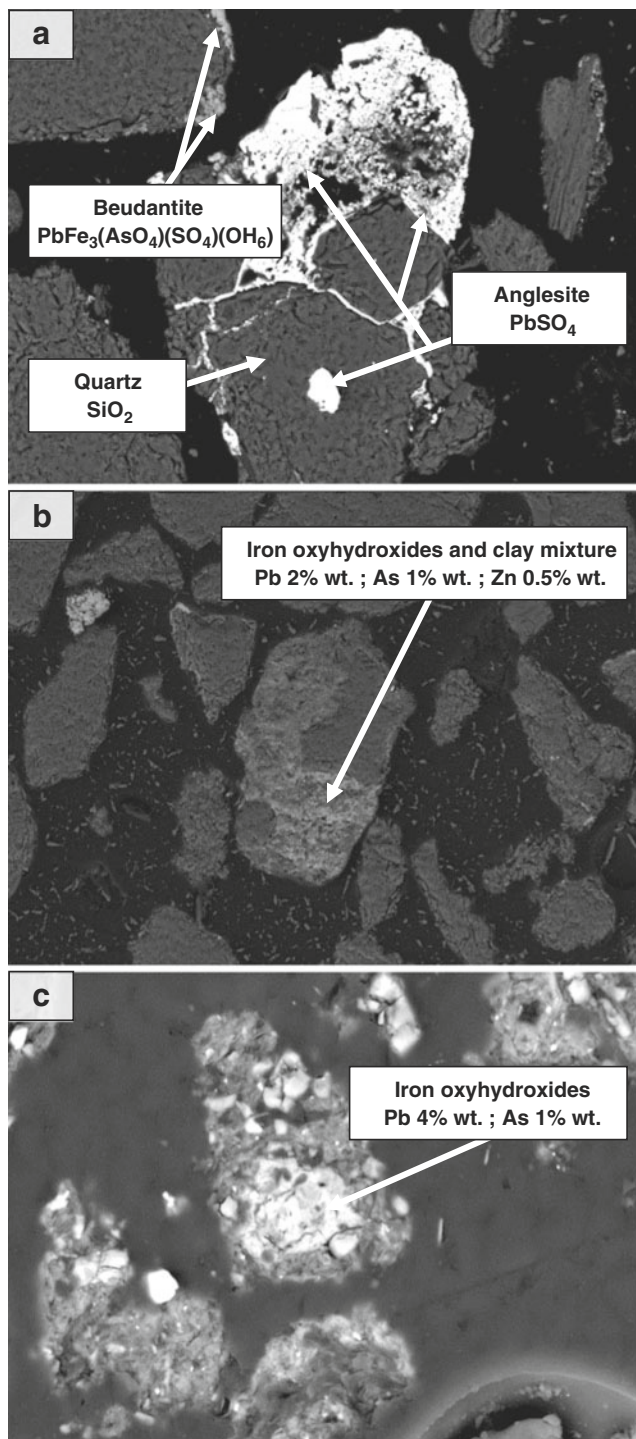 a
Beudantite
PbFe₃(AsO₄)(SO₄)(OH₆)
Anglesite
PbSO₄
Quartz
SiO₂
b
Iron oxyhydroxides and clay mixture
Pb 2% wt. ; As 1% wt. ; Zn 0.5% wt.
c
Iron oxyhydroxides
Pb 4% wt. ; As 1% wt.